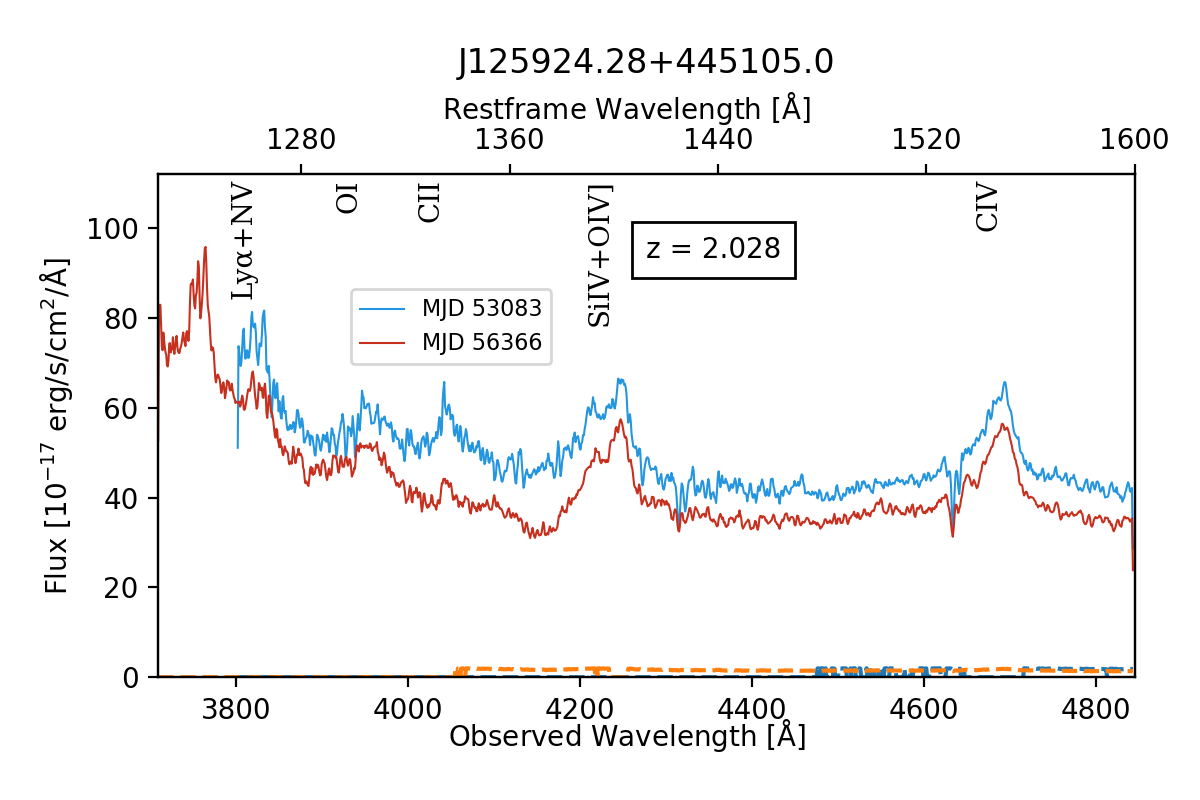 J125924.28+445105.0
Restframe Wavelength [Å]
1280 1360 1440 1520 1600
Lyα+NV
OI
CII
SiIV+OIV]
CIV
z = 2.028
MJD 53083
MJD 56366
Flux [10⁻¹⁷ erg/s/cm²/Å]
100
80
60
40
20
0
3800 4000 4200 4400 4600 4800
Observed Wavelength [Å]